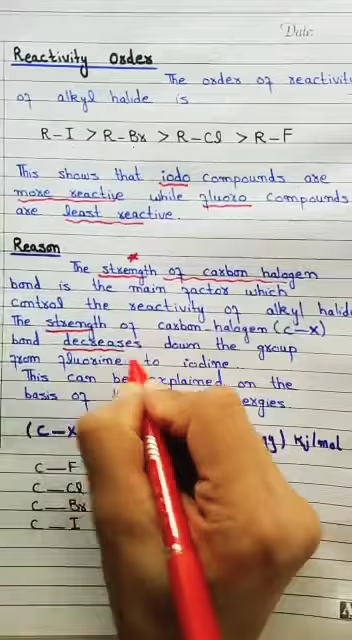 Date:
Reactivity Order
The order of reactivity
of alkyl halide is
R-I > R-Br > R-Cl > R-F
This shows that iodo compounds are
more reactive while fluoro compounds
are least reactive.
Reason
The strength of carbon halogen
bond is the main factor which
control the reactivity of alkyl halide
The strength of carbon-halogen (c-x)
bond decreases down the group
from fluorine to iodine.
This can be explained on the
basis of
(C-X Kj/mol
C-F
C-Cl
C-Br
C-I